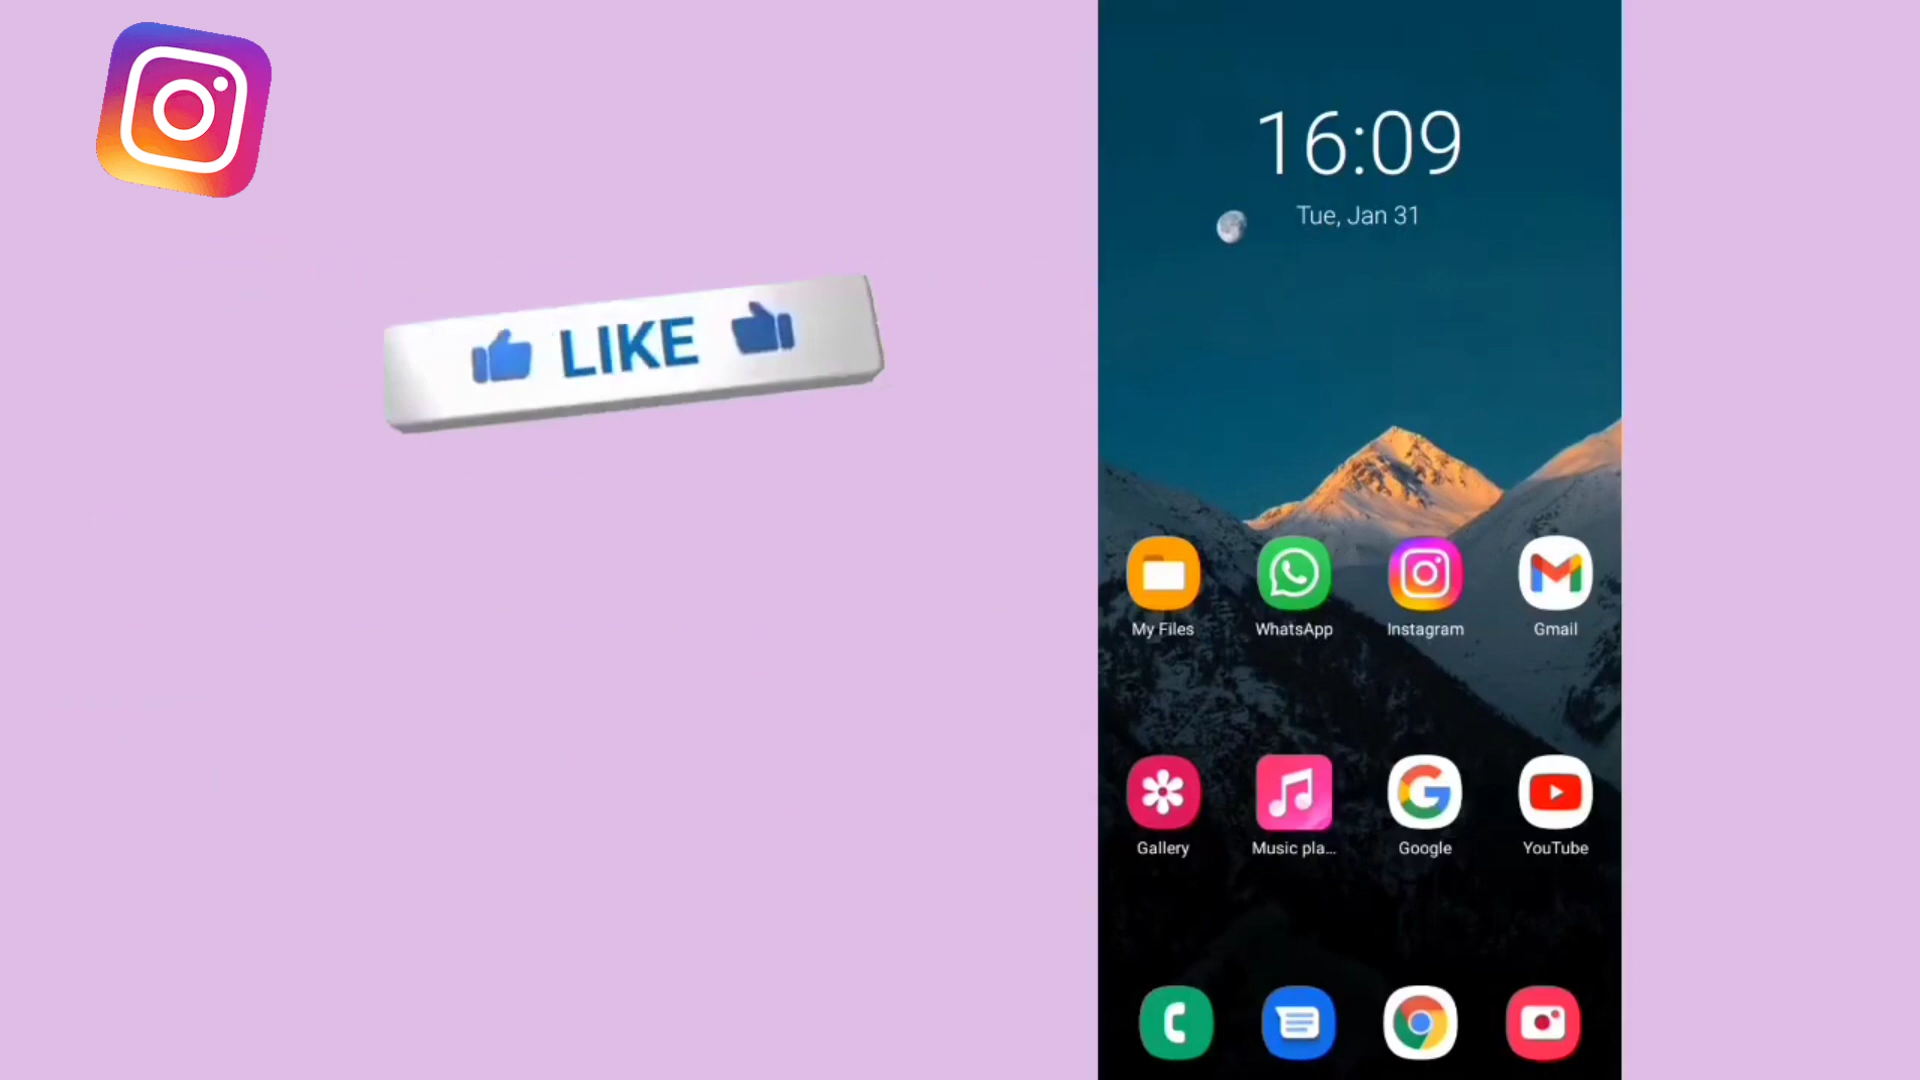 LIKE
16:09
Tue, Jan 31
My Files
WhatsApp
Instagram
Gmail
Gallery
Music pla...
Google
YouTube